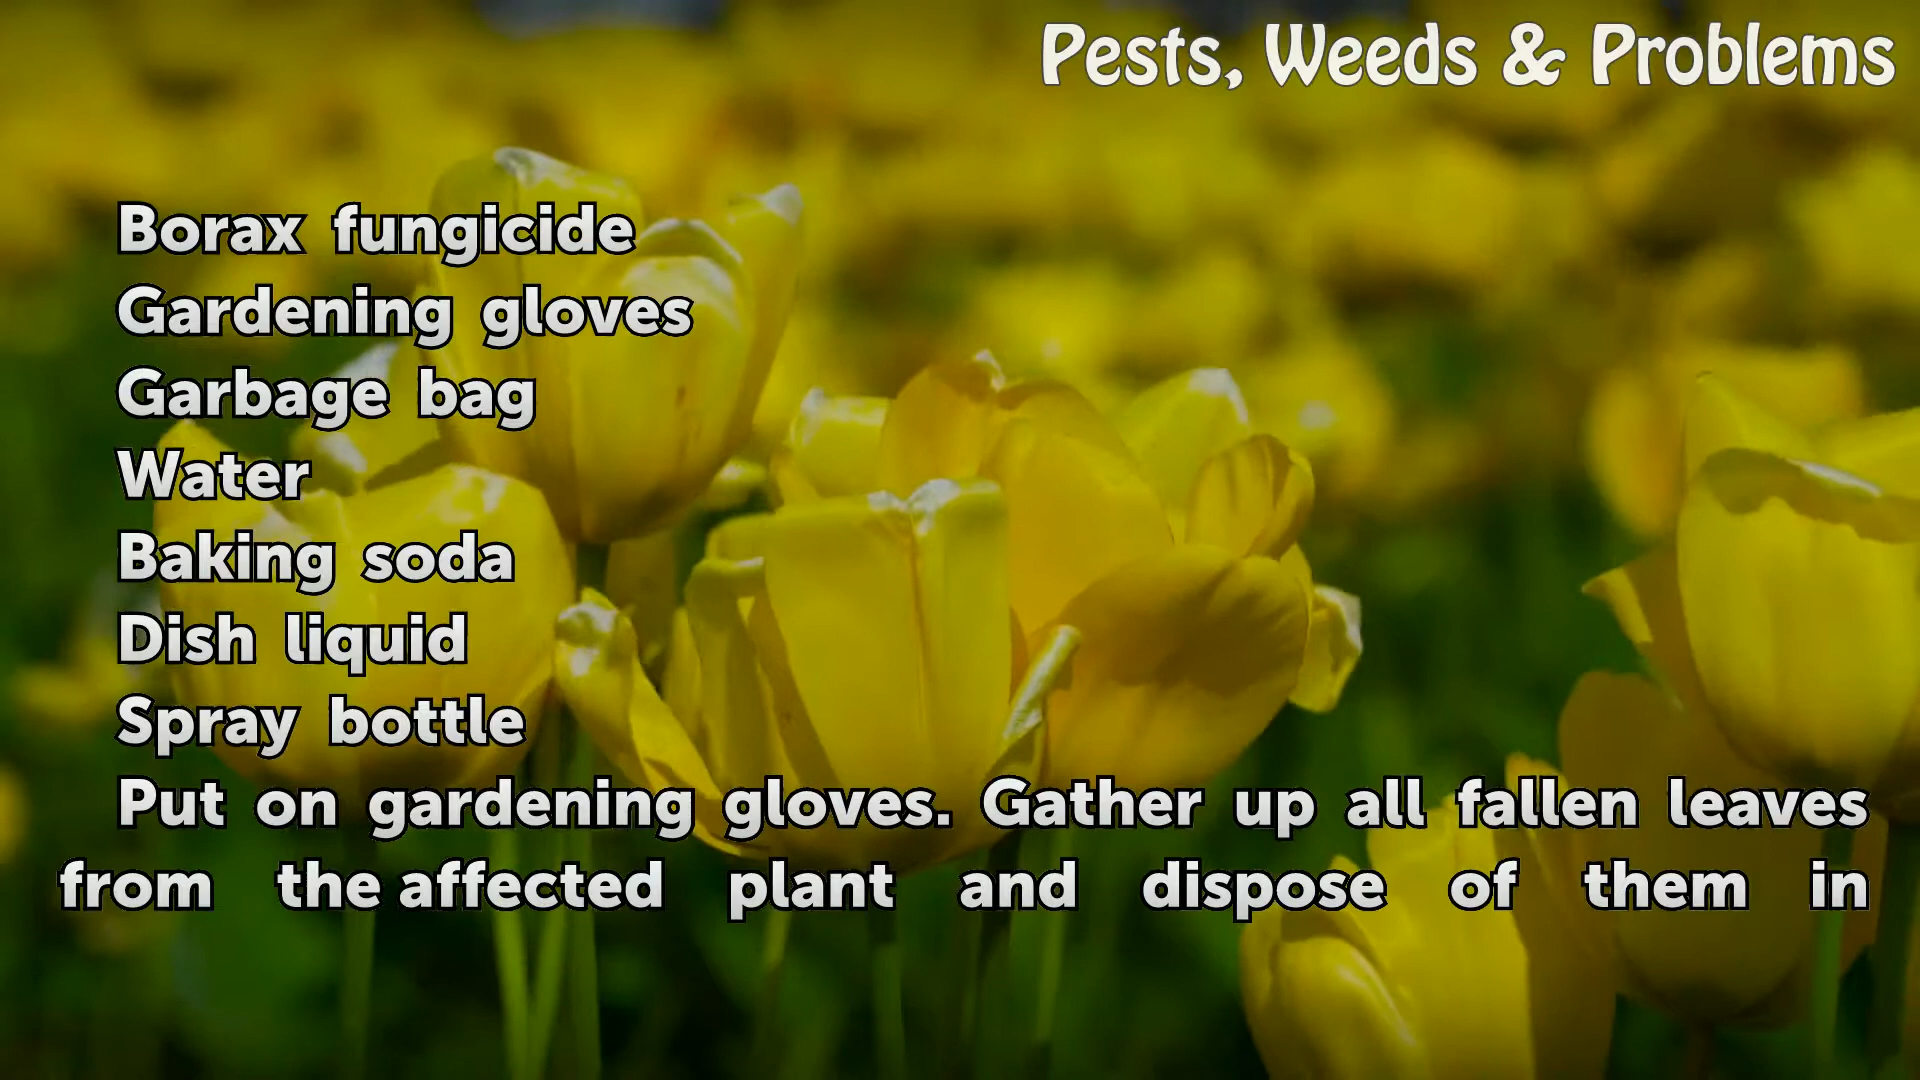 Pests, Weeds & Problems
Borax fungicide
Gardening gloves
Garbage bag
Water
Baking soda
Dish liquid
Spray bottle
Put on gardening gloves. Gather up all fallen leaves
from the affected plant and dispose of them in